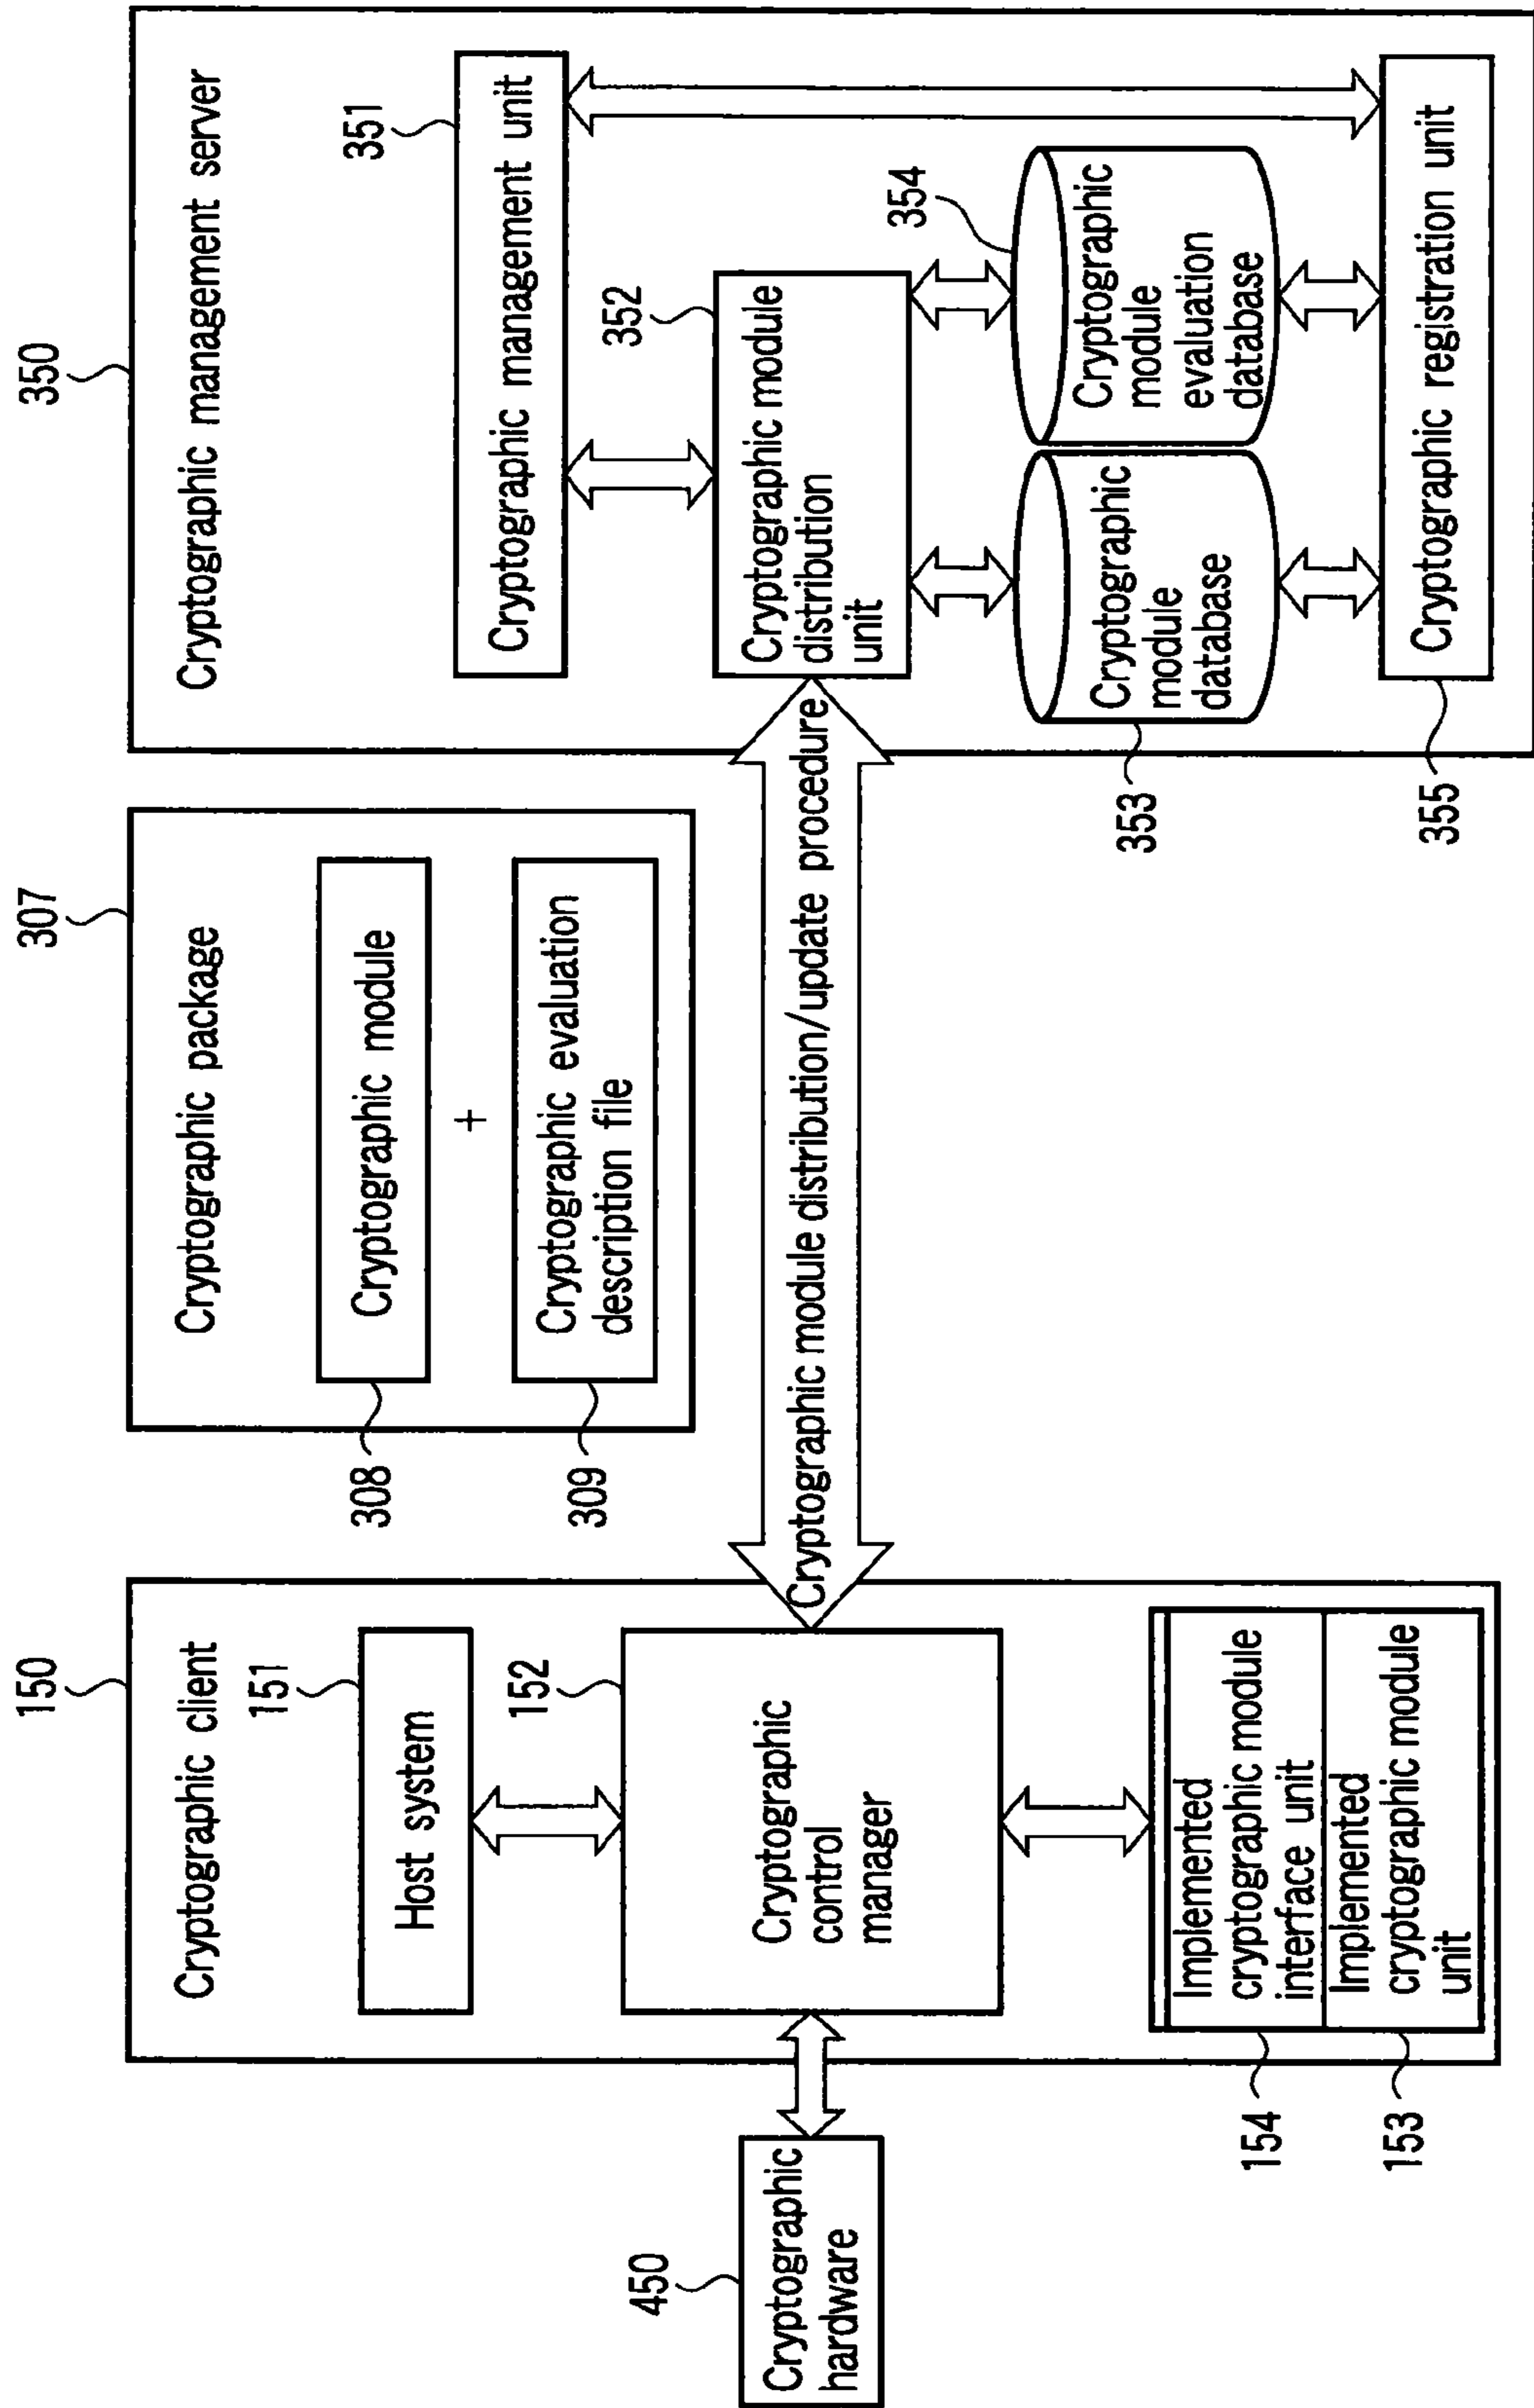 450
Cryptographic
hardware
150
Cryptographic client
151
Host system
152
Cryptographic
control
manager
Implemented
cryptographic module
interface unit
Implemented
cryptographic module
unit
154
153
307
Cryptographic package
Cryptographic module
+
Cryptographic evaluation
description file
308
309
Cryptographic module distribution/update procedure
350
Cryptographic management server
351
Cryptographic management unit
352
Cryptographic module
distribution
unit
354
Cryptographic
module
database
Cryptographic
module
evaluation
database
353
Cryptographic registration unit
355